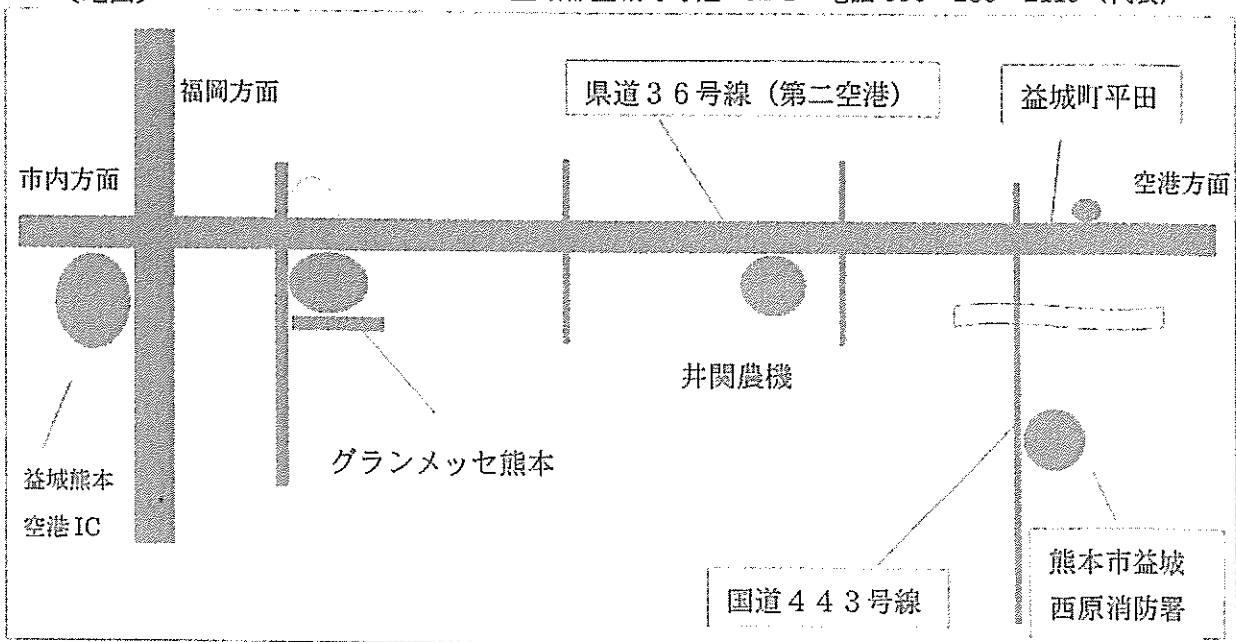 福岡方面
県道３６号線（第二空港）
益城町平田
市内方面
空港方面
井関農機
グランメッセ熊本
益城熊本
空港IC
国道４４３号線
熊本市益城
西原消防署